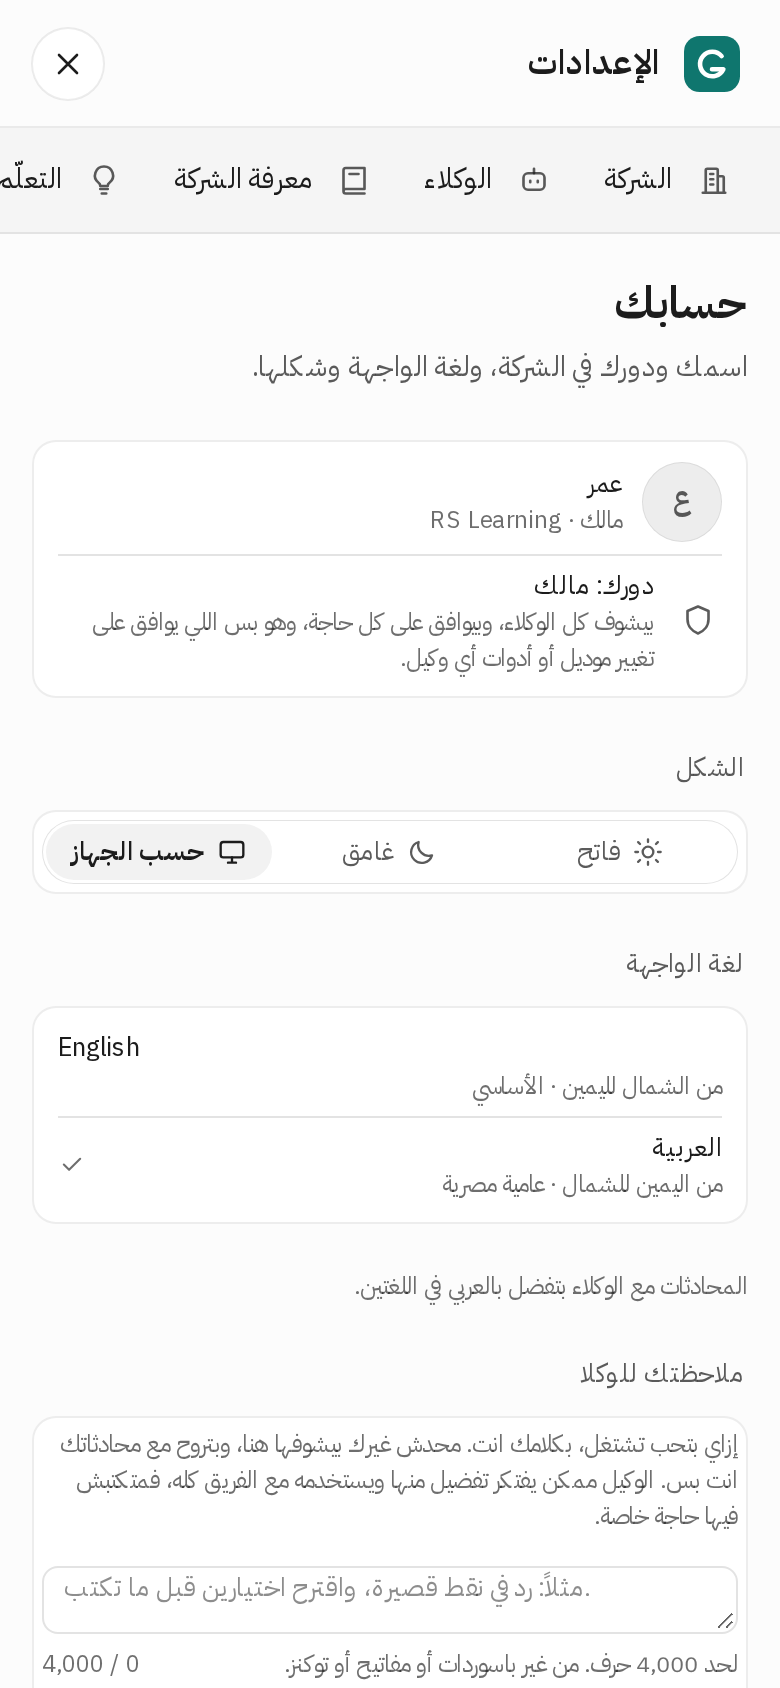 الإعدادات
الشركة
الوكلاء
معرفة الشركة
حسابك
اسمك ودورك في الشركة، ولغة الواجهة وشكلها.
ع
عمر
مالك · RS Learning
دورك: مالك
بيشوف كل الوكلاء، وبيوافق على كل حاجة، وهو بس اللي يوافق على
تغيير موديل أو أدوات أي وكيل.
الشكل
فاتح
غامق
حسب الجهاز
لغة الواجهة
English
من الشمال لليمين · الأساسي
العربية
من اليمين للشمال · عامية مصرية
المحادثات مع الوكلاء بتفضل بالعربي في اللغتين.
ملاحظتك للوكلا
إزاي بتحب تشتغل، بكلامك انت. محدش غيرك بيشوفها هنا، وبتروح مع محادثاتك
انت بس. الوكيل ممكن يفتكر تفضيل منها ويستخدمه مع الفريق كله، فمتكتبش
فيها حاجة خاصة.
مثلاً: رد في نقط قصيرة، واقترح اختيارين قبل ما تكتب.
لحد 4,000 حرف. من غير باسوردات أو مفاتيح أو توكنز.
0 / 4,000